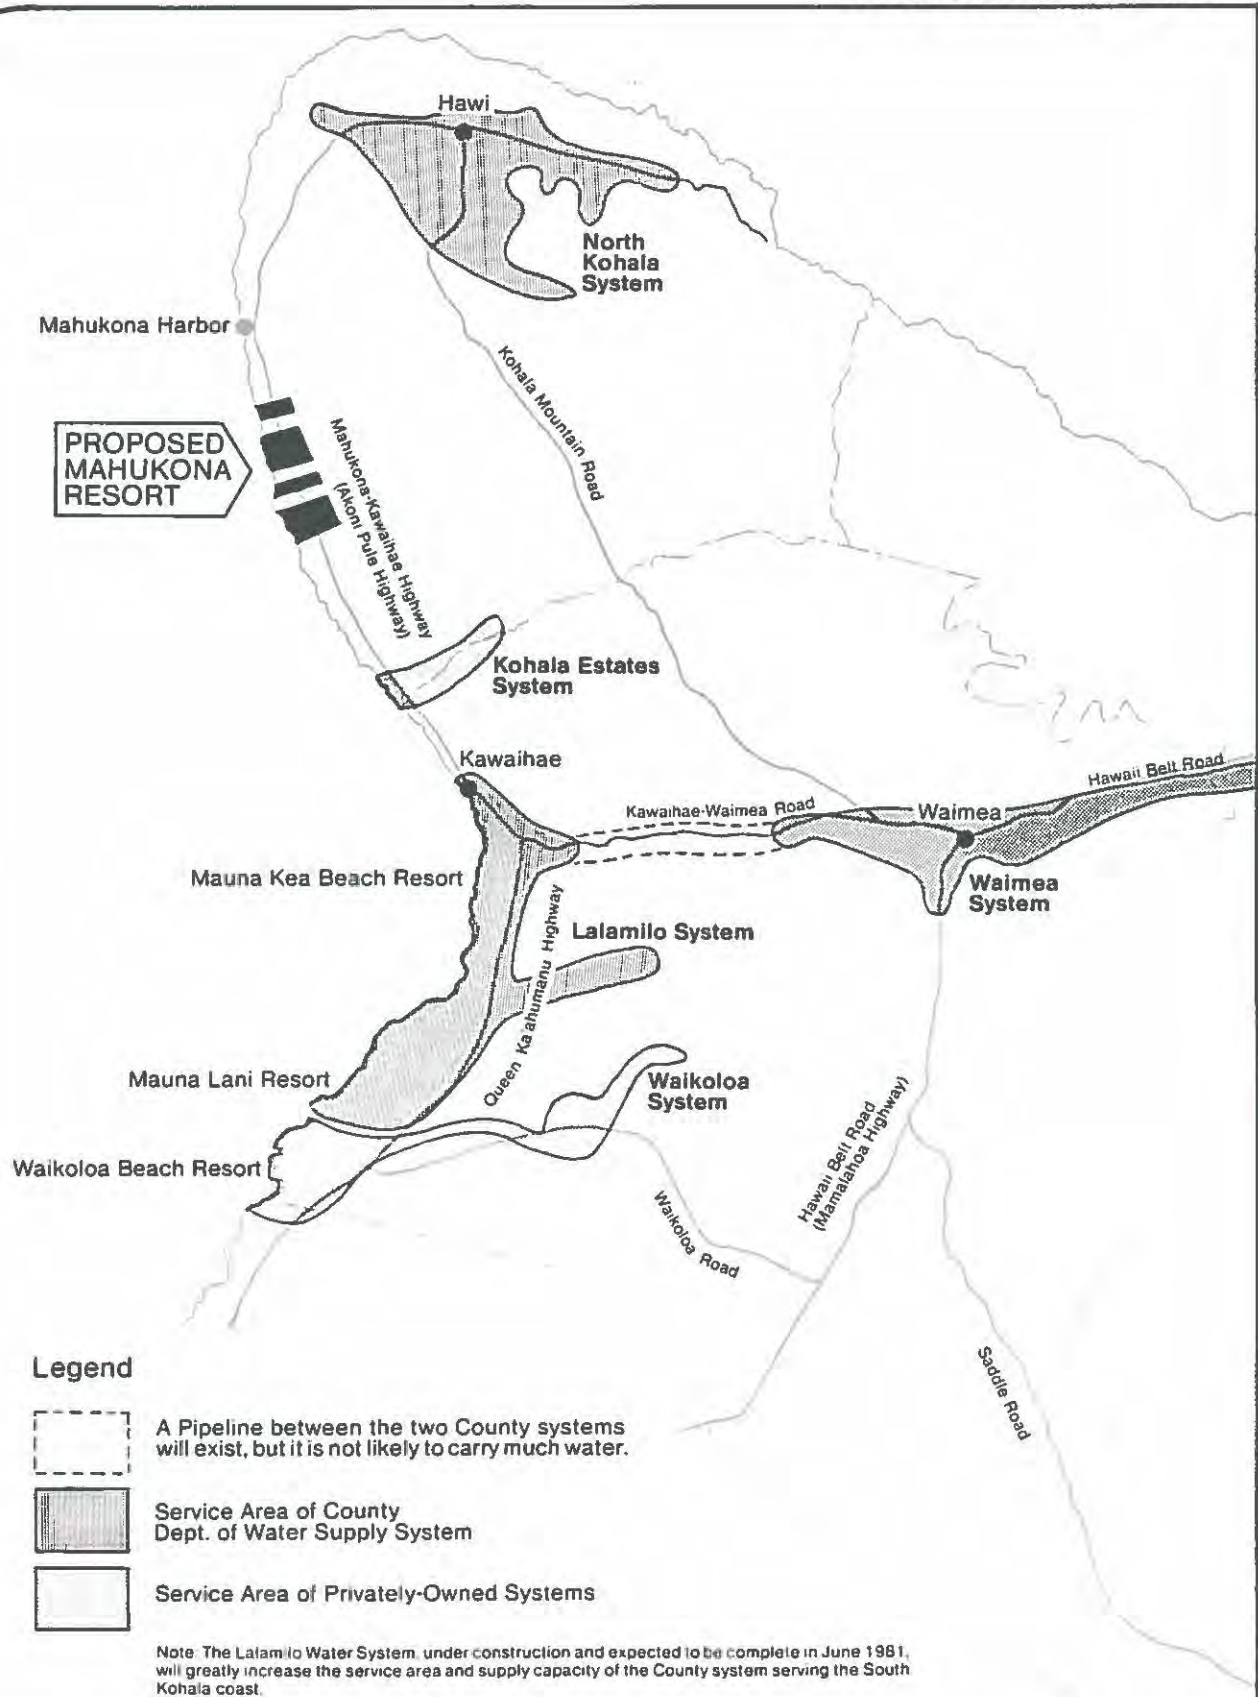 Hawi
North
Kohala
System
Mahukona Harbor
Kohala Mountain Road
PROPOSED
MAHUKONA
RESORT
Mahukona-Kawaihae Highway
(Akoni Pule Highway)
Kohala Estates
System
Kawaihae
Hawaii Belt Road
Kawaihae-Waimea Road
Waimea
Mauna Kea Beach Resort
Waimea
System
Lalamilo System
Queen Ka'ahumanu Highway
Mauna Lani Resort
Waikoloa
System
Waikoloa Beach Resort
Hawaii Belt Road
(Mamalahoa Highway)
Waikoloa Road
Saddle Road
Legend
A Pipeline between the two County systems
will exist, but it is not likely to carry much water.
Service Area of County
Dept. of Water Supply System
Service Area of Privately-Owned Systems
Note: The Lalamilo Water System, under construction and expected to be complete in June 1981,
will greatly increase the service area and supply capacity of the County system serving the South
Kohala coast.